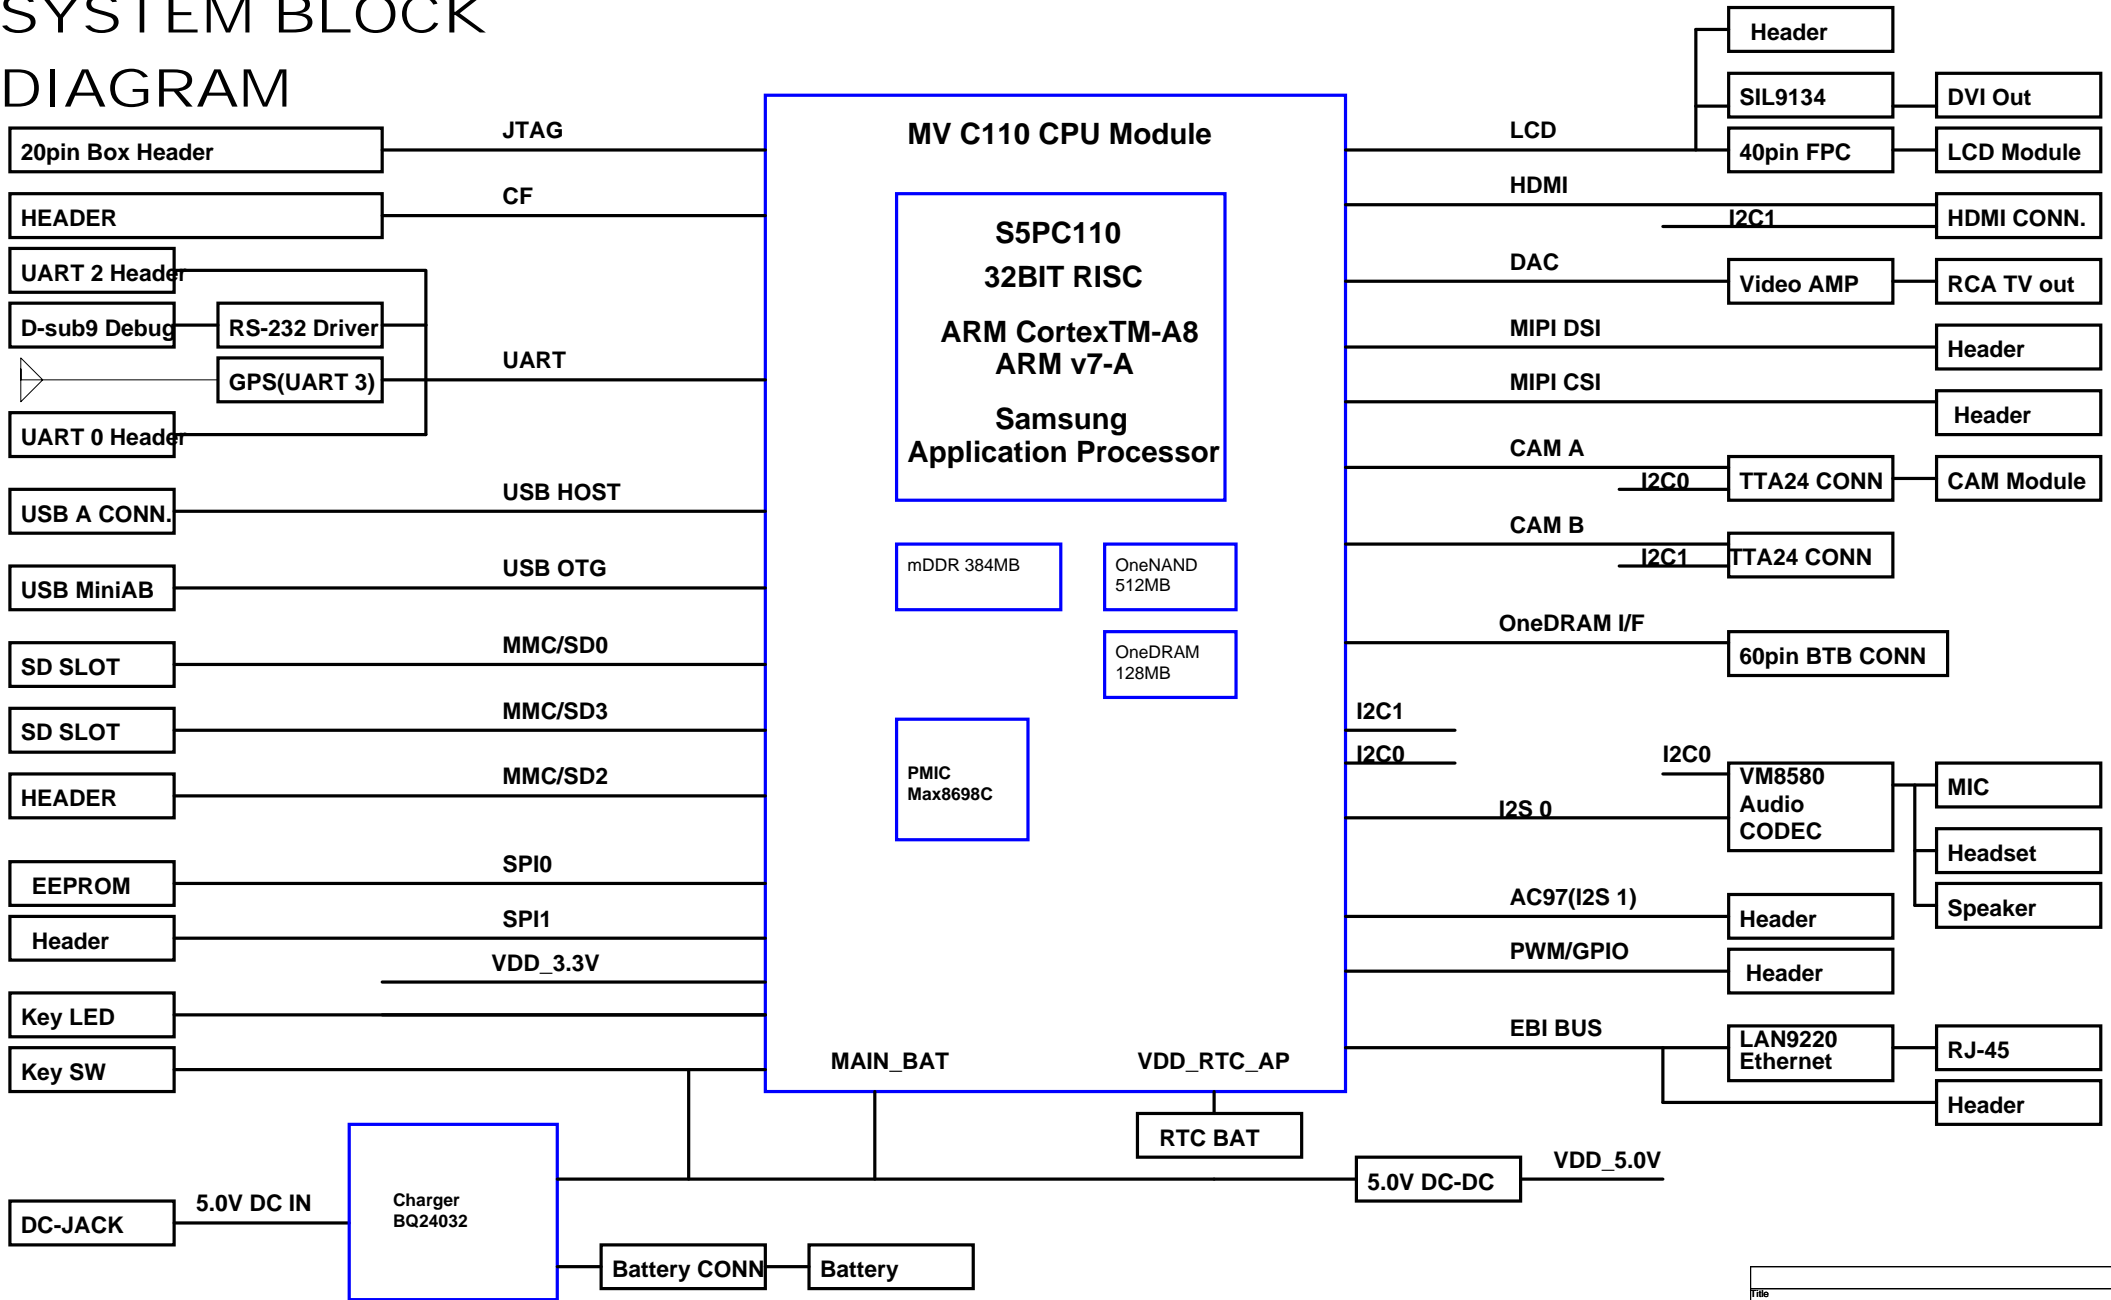 SYSTEM BLOCK
DIAGRAM
20pin Box Header
JTAG
HEADER
CF
UART 2 Header
D-sub9 Debug
RS-232 Driver
GPS(UART 3)
UART
UART 0 Header
USB A CONN.
USB HOST
USB MiniAB
USB OTG
SD SLOT
MMC/SD0
SD SLOT
MMC/SD3
HEADER
MMC/SD2
EEPROM
SPI0
Header
SPI1
VDD_3.3V
Key LED
Key SW
MV C110 CPU Module
S5PC110
32BIT RISC
ARM CortexTM-A8
ARM v7-A
Samsung
Application Processor
mDDR 384MB
OneNAND
512MB
OneDRAM
128MB
PMIC
Max8698C
MAIN_BAT
VDD_RTC_AP
LCD
Header
SIL9134
DVI Out
40pin FPC
LCD Module
HDMI
I2C1
HDMI CONN.
DAC
Video AMP
RCA TV out
MIPI DSI
Header
MIPI CSI
Header
CAM A
I2C0
TTA24 CONN
CAM Module
CAM B
I2C1
TTA24 CONN
OneDRAM I/F
60pin BTB CONN
I2C1
I2C0
I2C0
I2S 0
VM8580
Audio
CODEC
MIC
Headset
Speaker
AC97(I2S 1)
Header
PWM/GPIO
Header
EBI BUS
LAN9220
Ethernet
RJ-45
Header
RTC BAT
5.0V DC-DC
VDD_5.0V
DC-JACK
5.0V DC IN
Charger
BQ24032
Battery CONN
Battery
Title